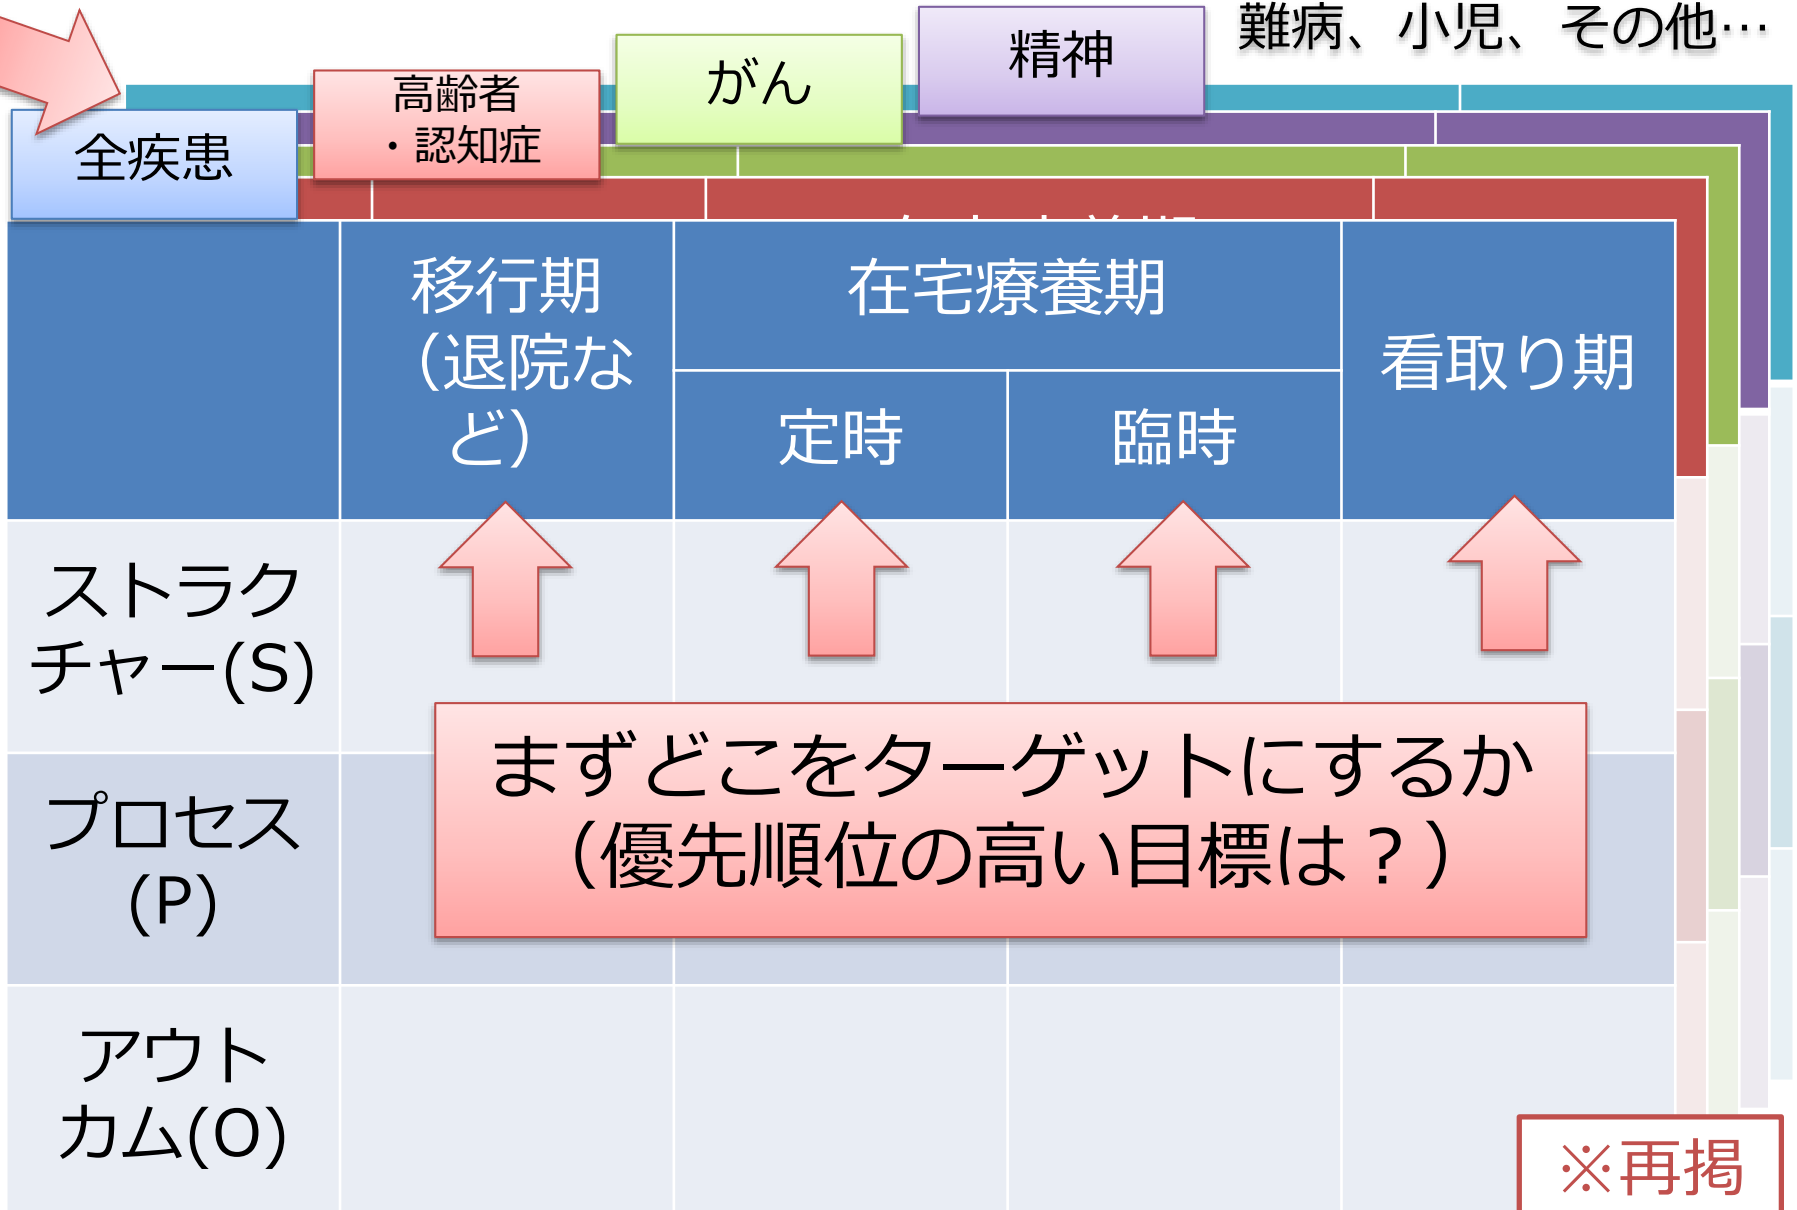 難病、小児、その他…
精神
がん
高齢者
・認知症
全疾患
移行期
（退院な
ど）
在宅療養期
看取り期
定時
臨時
ストラク
チャー(S)
まずどこをターゲットにするか
（優先順位の高い目標は？）
プロセス
(P)
アウト
カム(O)
※再掲